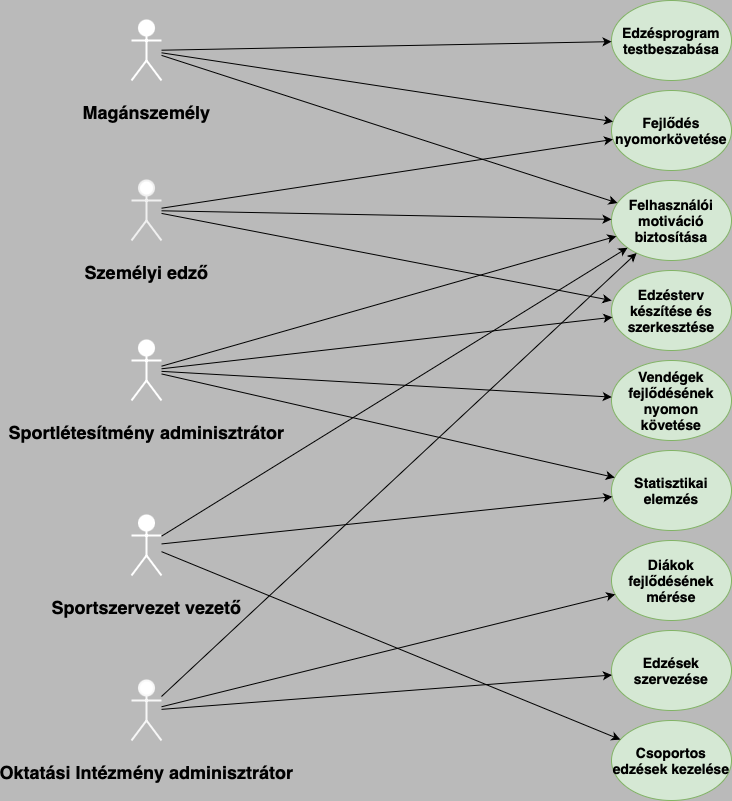 Edzésprogram
testbeszabása
Magánszemély
Fejlődés
nyomorkövetése
Felhasználói
motiváció
biztosítása
Személyi edző
Edzésterv
készítése és
szerkesztése
Vendégek
fejlődésének
nyomon
követése
Sportlétesítmény adminisztrátor
Statisztikai
elemzés
Diákok
fejlődésének
mérése
Sportszervezet vezető
Edzések
szervezése
Csoportos
edzések kezelése
Oktatási Intézmény adminisztrátor